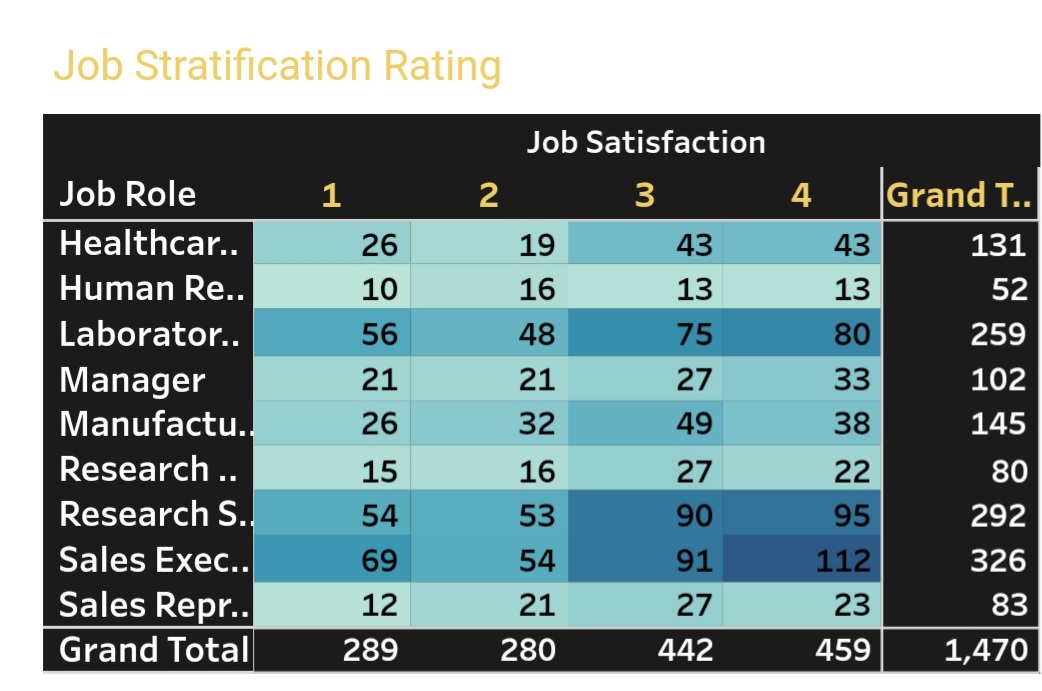 Job Stratification Rating
Job Satisfaction
Job Role 1 2 3 4 Grand T..
Healthcar.. 26 19 43 43 131
Human Re.. 10 16 13 13 52
Laborator.. 56 48 75 80 259
Manager 21 21 27 33 102
Manufactu.. 26 32 49 38 145
Research .. 15 16 27 22 80
Research S.. 54 53 90 95 292
Sales Exec.. 69 54 91 112 326
Sales Repr.. 12 21 27 23 83
Grand Total 289 280 442 459 1,470